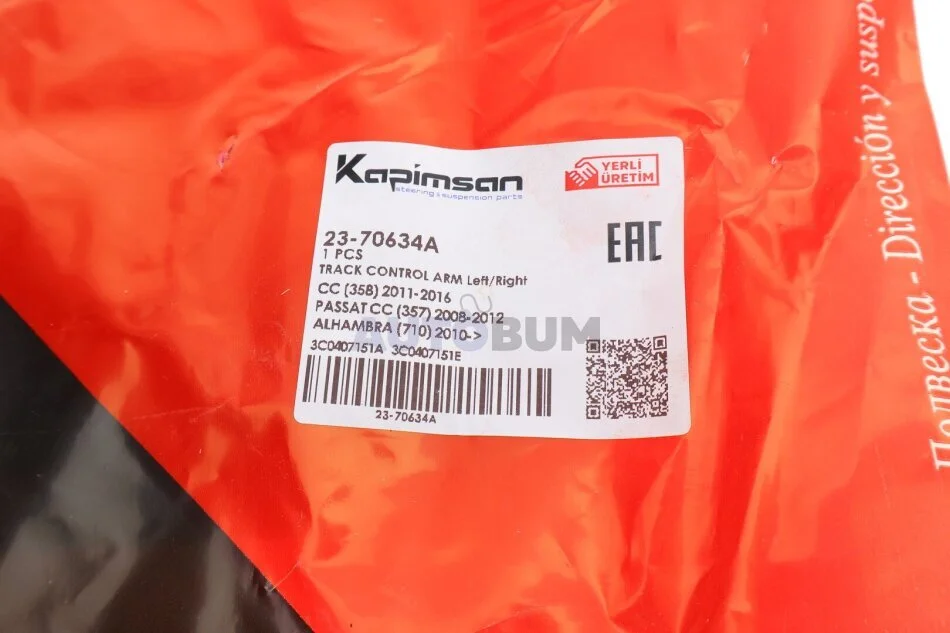 Kapimsan
steering & suspension parts
YERLİ
ÜRETİM
23-70634A
1 PCS
TRACK CONTROL ARM Left/Right
CC (358) 2011-2016
PASSAT CC (357) 2008-2012
ALHAMBRA (710) 2010->
AUTOBUM
3C0407151A 3C0407151E
23-70634A
EAC
Подвеска - Dirección y susp